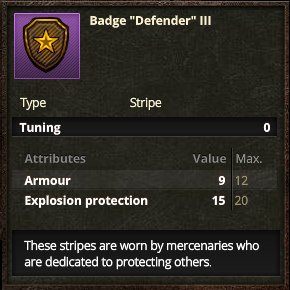 Badge "Defender" III
Type Stripe
Tuning 0
Attributes Value Max.
Armour 9 12
Explosion protection 15 20
These stripes are worn by mercenaries who
are dedicated to protecting others.